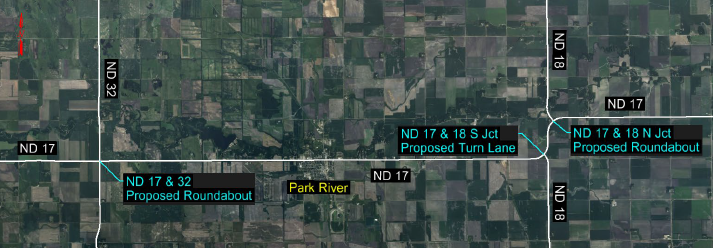 ND 32
ND 18
ND 17
ND 17 & 18 S Jct
Proposed Turn Lane
ND 17 & 18 N Jct
Proposed Roundabout
ND 17
ND 17 & 32
Proposed Roundabout
Park River
ND 17
ND 18